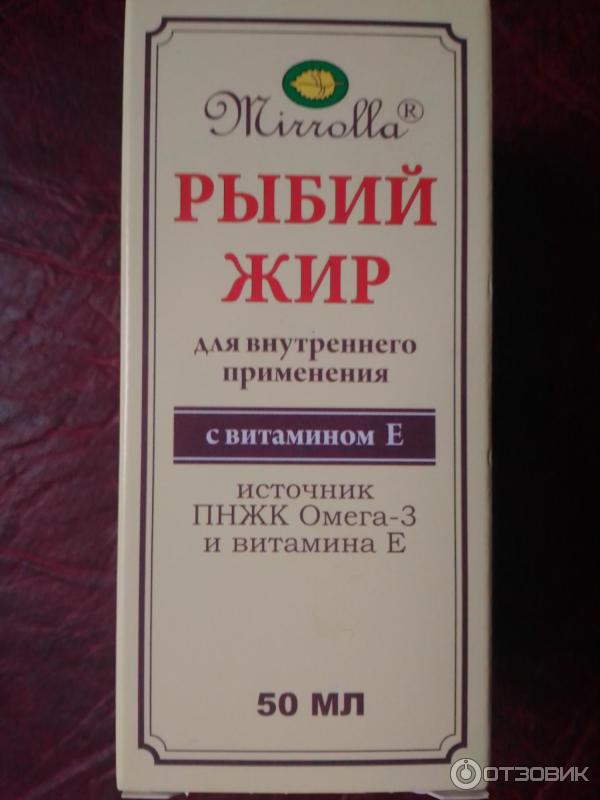 Mirrolla®
РЫБИЙ
ЖИР
для внутреннего
применения
с витамином Е
источник
ПНЖК Омега-3
и витамина Е
50 МЛ
ОТЗОВИК